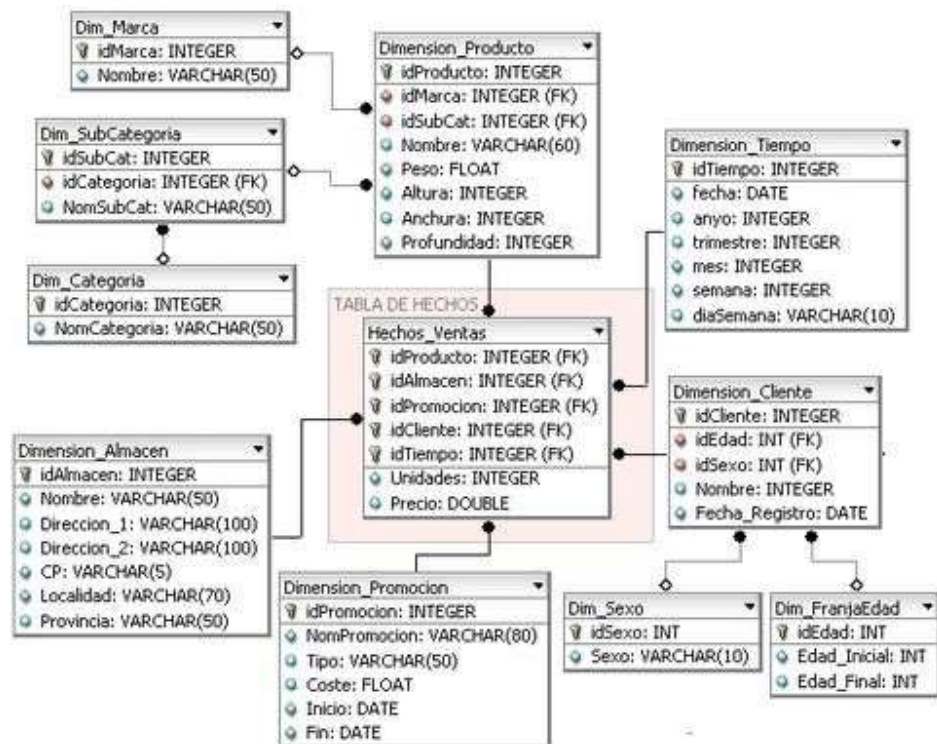 Dim_Marca
idMarca: INTEGER
Nombre: VARCHAR(50)
Dimension_Producto
idProducto: INTEGER
idMarca: INTEGER (FK)
idSubCat: INTEGER (FK)
Nombre: VARCHAR(60)
Peso: FLOAT
Altura: INTEGER
Anchura: INTEGER
Profundidad: INTEGER
Dim_SubCategoria
idSubCat: INTEGER
idCategoria: INTEGER (FK)
NomSubCat: VARCHAR(50)
Dim_Categoria
idCategoria: INTEGER
NomCategoria: VARCHAR(50)
Dimension_Tiempo
idTiempo: INTEGER
fecha: DATE
anyo: INTEGER
trimestre: INTEGER
mes: INTEGER
semana: INTEGER
diaSemana: VARCHAR(10)
TABLA DE HECHOS
Hechos_Ventas
idProducto: INTEGER (FK)
idAlmacen: INTEGER (FK)
idPromocion: INTEGER (FK)
idCliente: INTEGER (FK)
idTiempo: INTEGER (FK)
Unidades: INTEGER
Precio: DOUBLE
Dimension_Cliente
idCliente: INTEGER
idEdad: INT (FK)
idSexo: INT (FK)
Nombre: INTEGER
Fecha_Registro: DATE
Dimension_Almacen
idAlmacen: INTEGER
Nombre: VARCHAR(50)
Direccion_1: VARCHAR(100)
Direccion_2: VARCHAR(100)
CP: VARCHAR(5)
Localidad: VARCHAR(70)
Provincia: VARCHAR(50)
Dimension_Promocion
idPromocion: INTEGER
NomPromocion: VARCHAR(80)
Tipo: VARCHAR(50)
Coste: FLOAT
Inicio: DATE
Fin: DATE
Dim_Sexo
idSexo: INT
Sexo: VARCHAR(10)
Dim_FranjaEdad
idEdad: INT
Edad_Inicial: INT
Edad_Final: INT